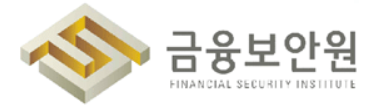 금융보안원
FINANCIAL SECURITY INSTITUTE